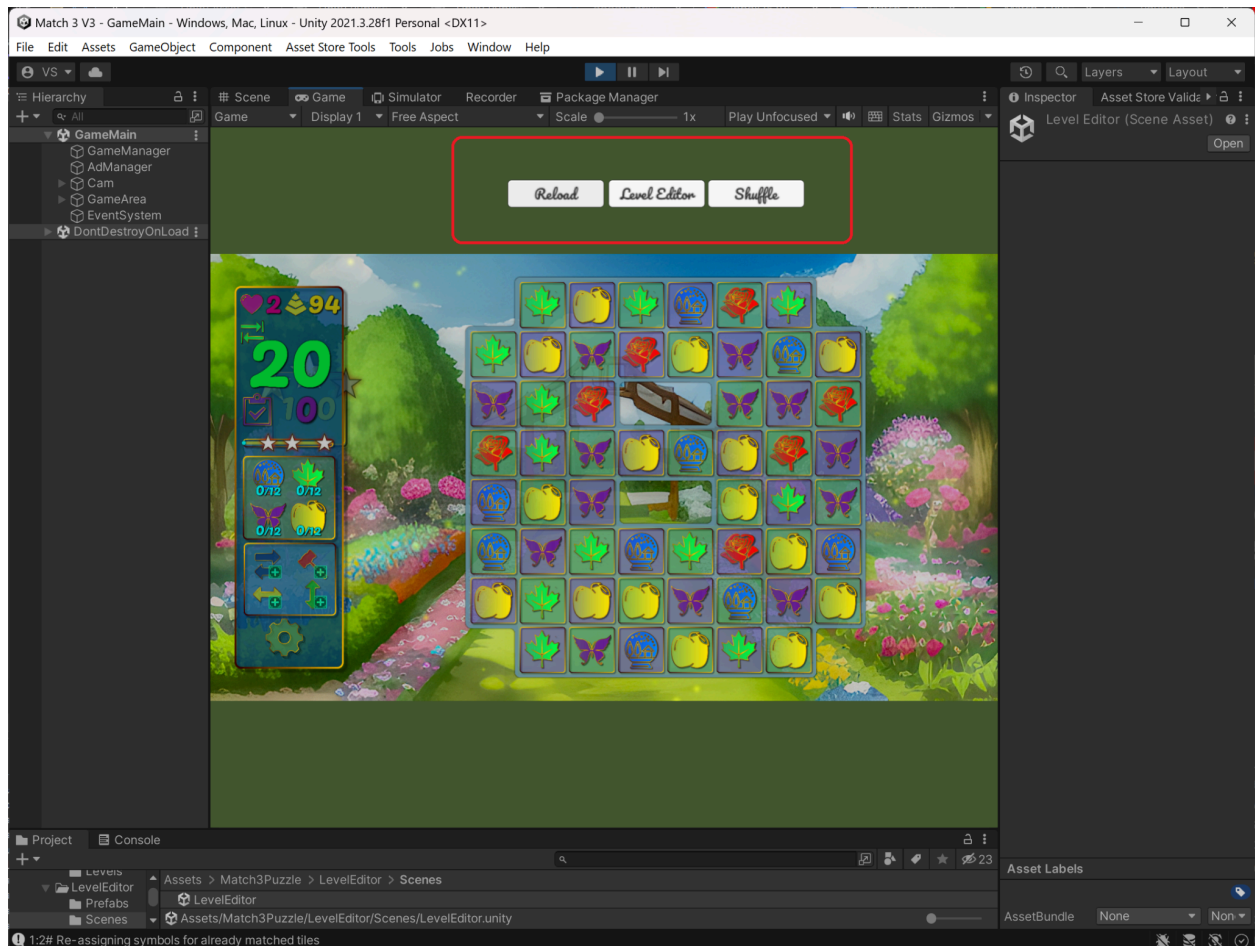 Match 3 V3 - GameMain - Windows, Mac, Linux - Unity 2021.3.28f1 Personal <DX11>
File Edit Assets GameObject Component Asset Store Tools Tools Jobs Window Help
VS Layers Layout
Hierarchy # Scene Game Simulator Recorder Package Manager Inspector Asset Store Valida
All Game Display 1 Free Aspect Scale 1x Play Unfocused Stats Gizmos Level Editor (Scene Asset)
Open
GameMain
GameManager
AdManager
Cam
GameArea
EventSystem
DontDestroyOnLoad
Reload Level Editor Shuffle
2 94
20
100
0/12 0/12
0/12 0/12
Project Console
23
Levels
LevelEditor
Prefabs
Scenes
Assets > Match3Puzzle > LevelEditor > Scenes
LevelEditor
Assets/Match3Puzzle/LevelEditor/Scenes/LevelEditor.unity
Asset Labels
AssetBundle None Non
1:2# Re-assigning symbols for already matched tiles